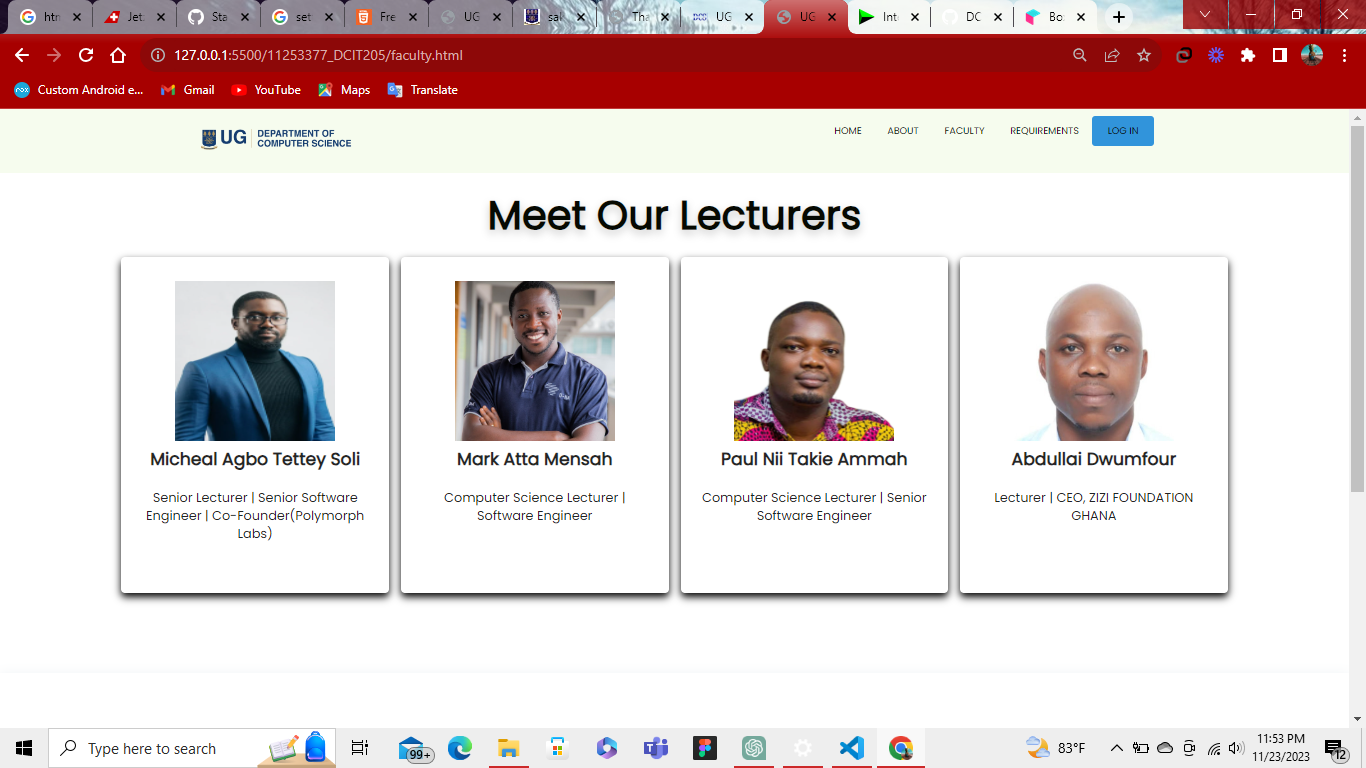 htm
Jet
Sta
set
Fre
UG
sal
Tha
UG
UG
Inte
DC
Bo
127.0.0.1:5500/11253377_DCIT205/faculty.html
Custom Android e...
Gmail
YouTube
Maps
Translate
UG
DEPARTMENT OF
COMPUTER SCIENCE
HOME
ABOUT
FACULTY
REQUIREMENTS
LOG IN
Meet Our Lecturers
Micheal Agbo Tettey Soli
Senior Lecturer | Senior Software
Engineer | Co-Founder(Polymorph
Labs)
Mark Atta Mensah
Computer Science Lecturer |
Software Engineer
Paul Nii Takie Ammah
Computer Science Lecturer | Senior
Software Engineer
Abdullai Dwumfour
Lecturer | CEO, ZIZI FOUNDATION
GHANA
Type here to search
99+
83°F
11:53 PM
11/23/2023
12